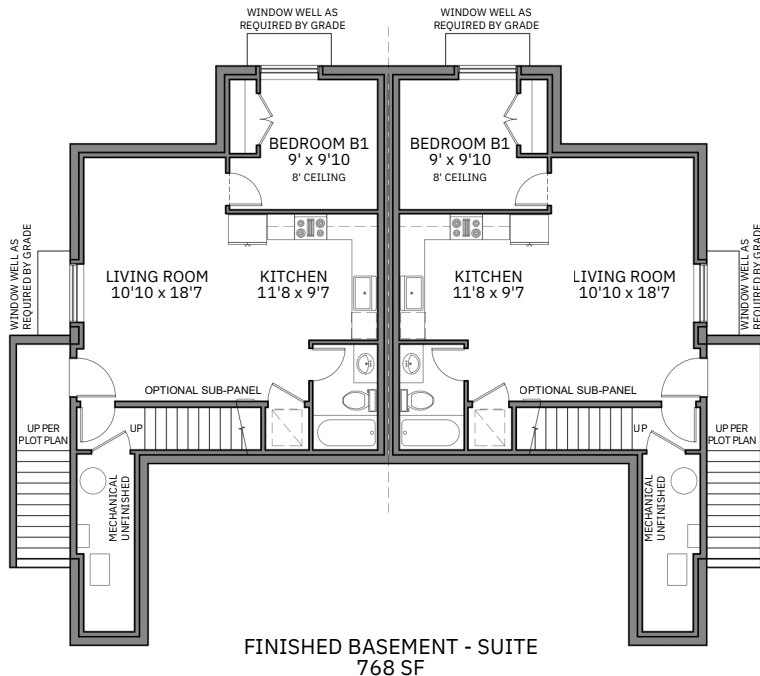 WINDOW WELL AS
REQUIRED BY GRADE
WINDOW WELL AS
REQUIRED BY GRADE
BEDROOM B1
9' x 9'10
8' CEILING
BEDROOM B1
9' x 9'10
8' CEILING
WINDOW WELL AS
REQUIRED BY GRADE
LIVING ROOM
10'10 x 18'7
KITCHEN
11'8 x 9'7
KITCHEN
11'8 x 9'7
LIVING ROOM
10'10 x 18'7
WINDOW WELL AS
REQUIRED BY GRADE
OPTIONAL SUB-PANEL
OPTIONAL SUB-PANEL
UP PER
PLOT PLAN
UP
UP
UP PER
PLOT PLAN
MECHANICAL
UNFINISHED
MECHANICAL
UNFINISHED
FINISHED BASEMENT - SUITE
768 SF